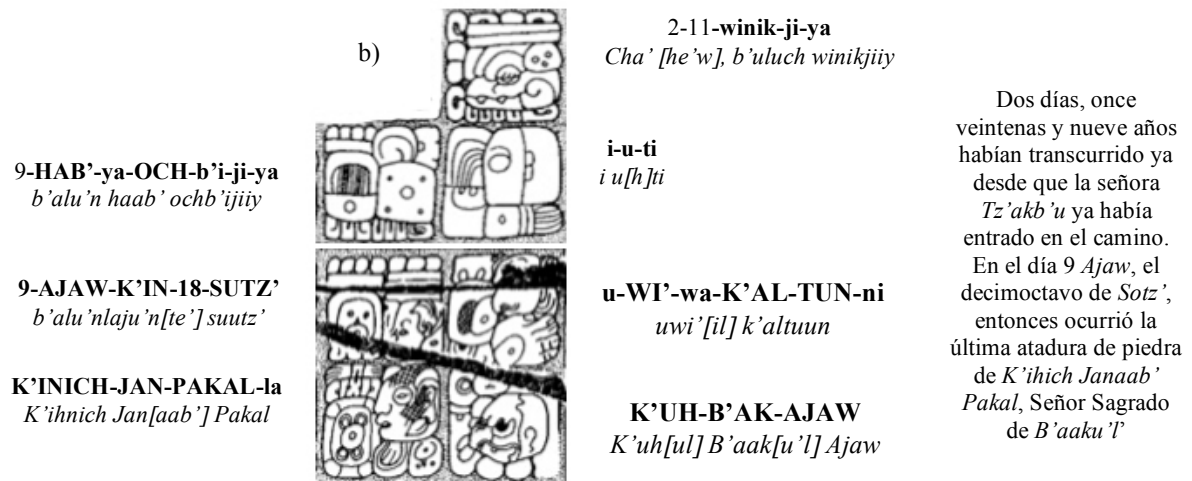 b)
2-11-winik-ji-ya
Cha' [he'w], b'uluch winikjiiy
9-HAB'-ya-OCH-b'i-ji-ya
b'alu'n haab' ochb'ijiiy
i-u-ti
i u[h]ti
9-AJAW-K'IN-18-SUTZ'
b'alu'nlaju'n[te'] suutz'
u-WI'-wa-K'AL-TUN-ni
uwi'[il] k'altuun
K'INICH-JAN-PAKAL-la
K'ihnich Jan[aab'] Pakal
K'UH-B'AK-AJAW
K'uh[ul] B'aak[u'l] Ajaw
Dos días, once
veintenas y nueve años
habían transcurrido ya
desde que la señora
Tz'akb'u ya había
entrado en el camino.
En el día 9 Ajaw, el
decimoctavo de Sotz',
entonces ocurrió la
última atadura de piedra
de K'ihich Janaab'
Pakal, Señor Sagrado
de B'aaku'l'